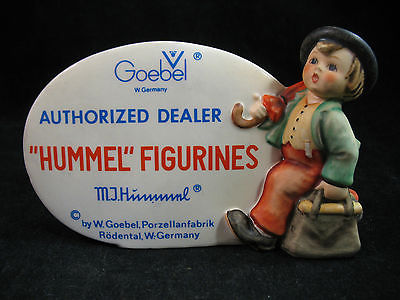 Goebel ®
W. Germany
AUTHORIZED DEALER
"HUMMEL" FIGURINES
M.J.Hummel ®
© by W. Goebel, Porzellanfabrik
Rödental, W.-Germany